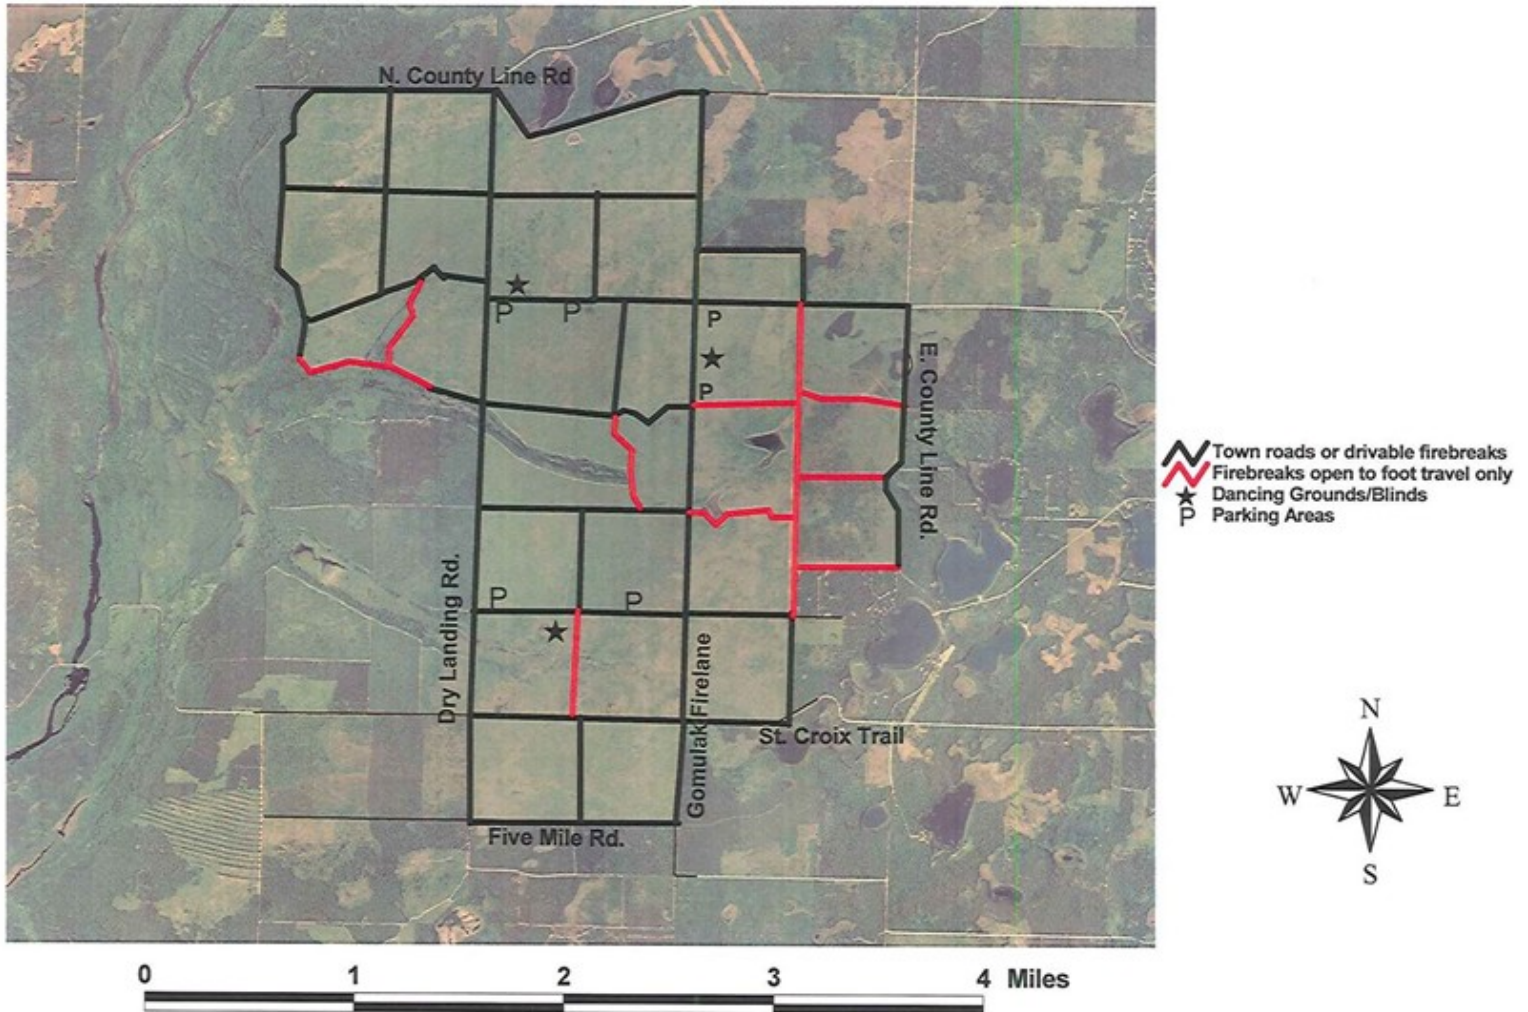 N. County Line Rd
P
P
P
P
E. County Line Rd.
Town roads or drivable firebreaks
Firebreaks open to foot travel only
Dancing Grounds/Blinds
P Parking Areas
Dry Landing Rd.
P
P
Gomulak Firelane
St. Croix Trail
Five Mile Rd.
N
W
E
S
0 1 2 3 4 Miles